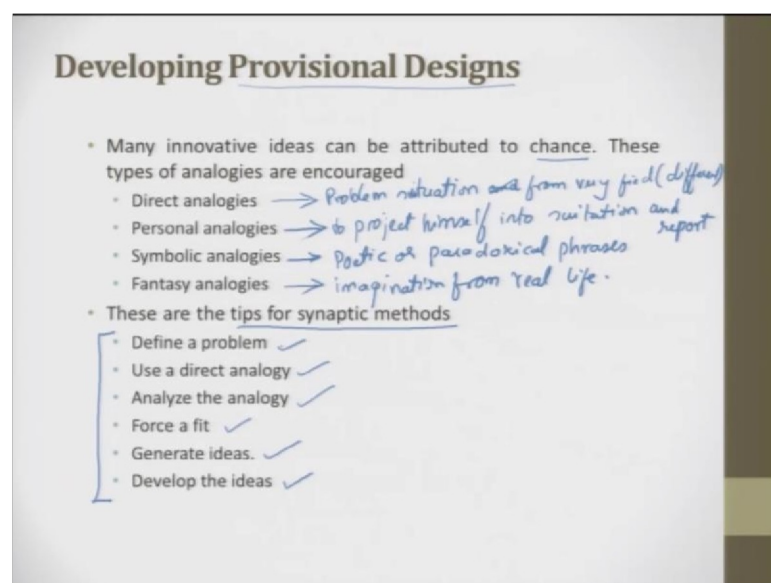 Developing Provisional Designs
• Many innovative ideas can be attributed to chance. These
types of analogies are encouraged
• Direct analogies → Problem situation from very (different)
• Personal analogies → to project himself into suitation and report
• Symbolic analogies → Poetic or paradoxical phrases
• Fantasy analogies → imagination from real life.
• These are the tips for synaptic methods
• Define a problem ✓
• Use a direct analogy ✓
• Analyze the analogy ✓
• Force a fit ✓
• Generate ideas. ✓
• Develop the ideas ✓